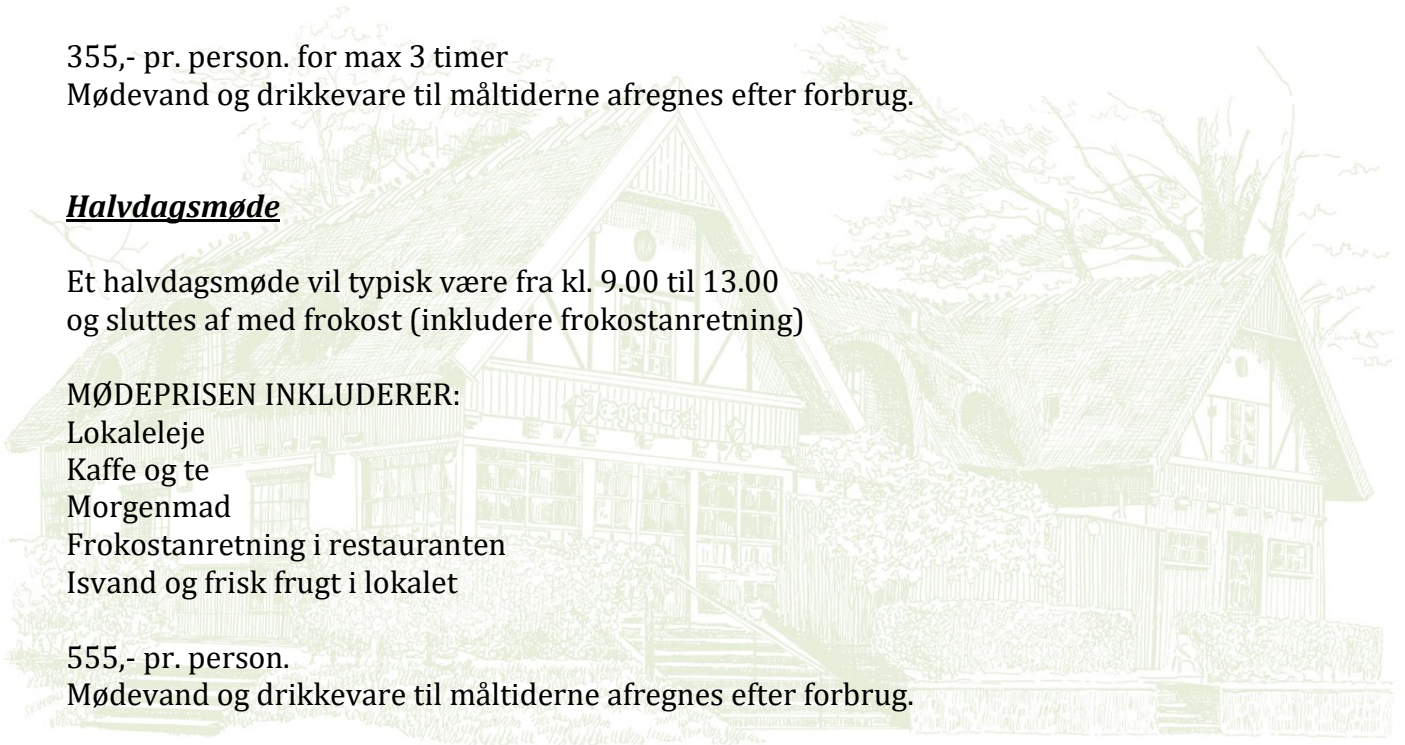 355,- pr. person. for max 3 timer
Mødevand og drikkevare til måltiderne afregnes efter forbrug.
Halvdagsmøde
Et halvdagsmøde vil typisk være fra kl. 9.00 til 13.00
og sluttes af med frokost (inkludere frokostanretning)
MØDEPRISEN INKLUDERER:
Lokaleleje
Kaffe og te
Morgenmad
Jægerhuset
Frokostanretning i restauranten
Isvand og frisk frugt i lokalet
555,- pr. person.
Mødevand og drikkevare til måltiderne afregnes efter forbrug.